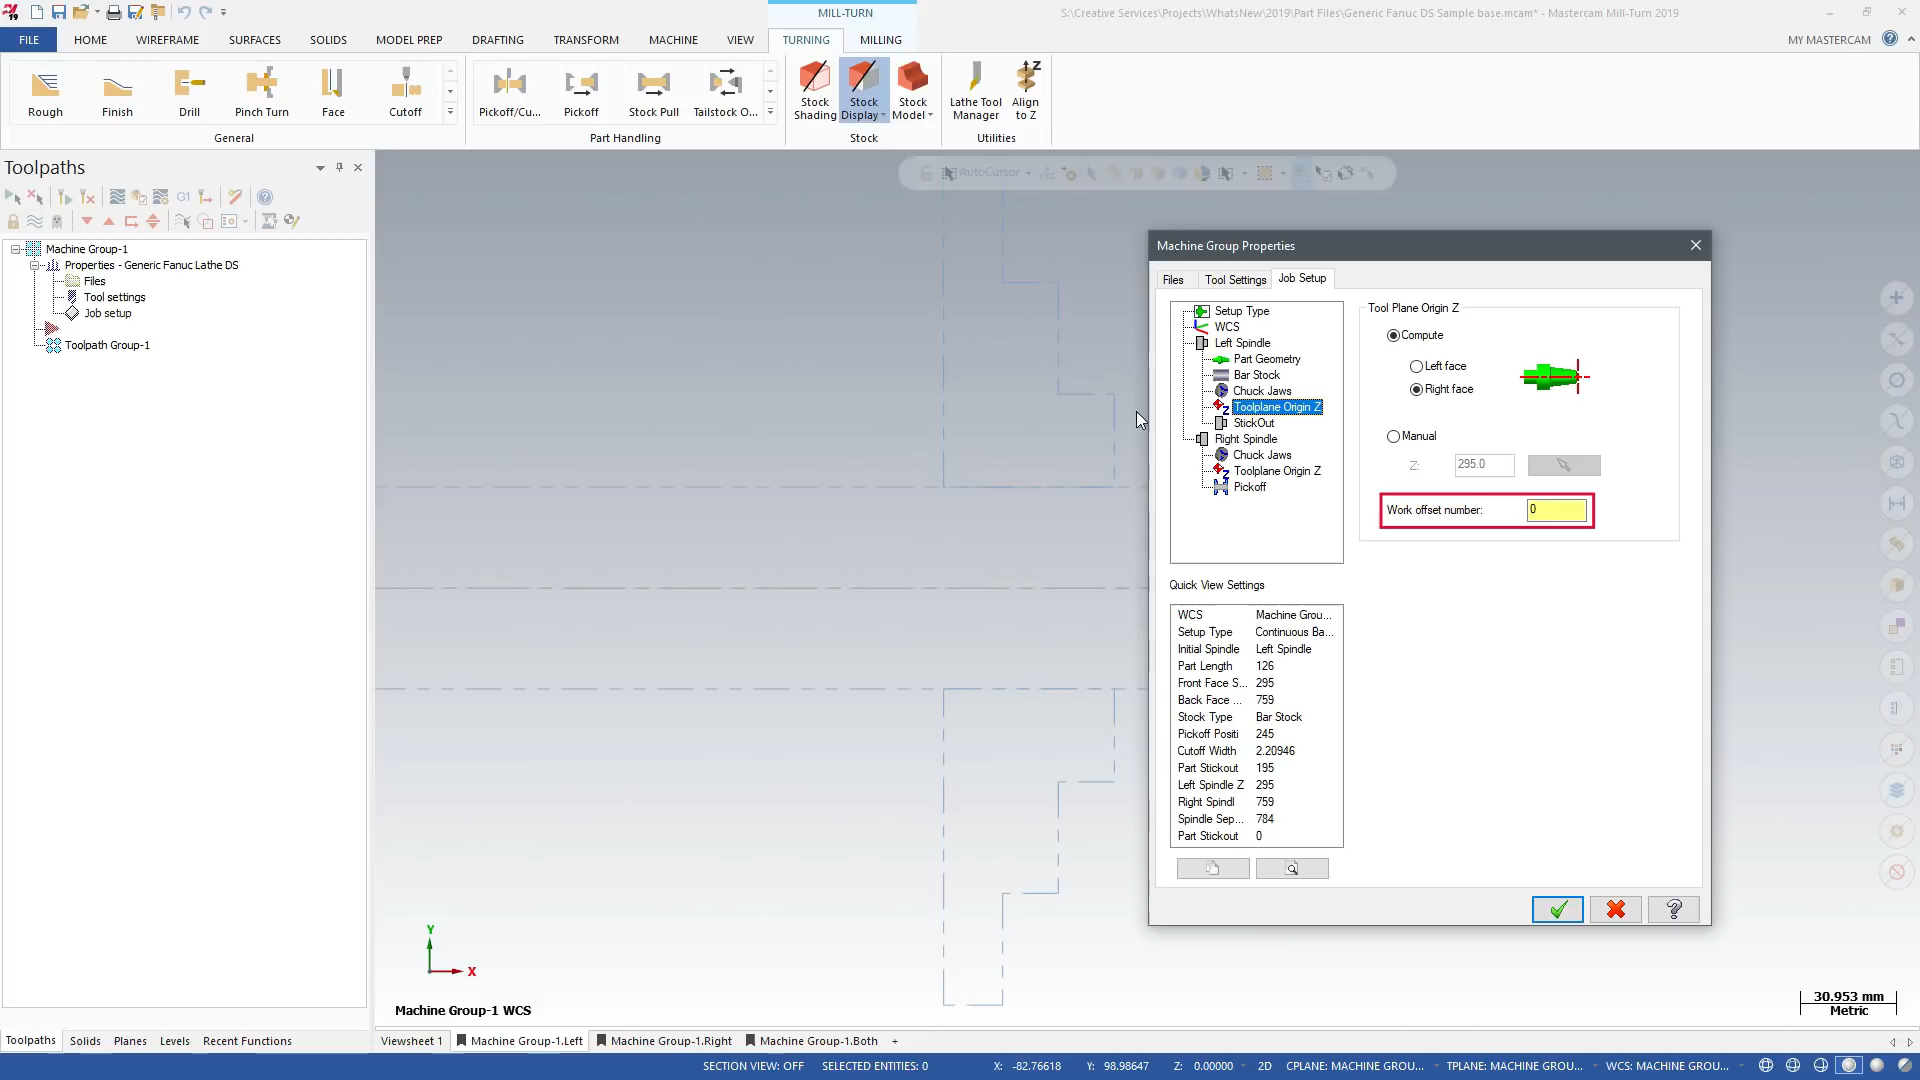 19
MILL-TURN
S:\Creative Services\Projects\WhatsNew\2019\Part Files\Generic Fanuc DS Sample base.mcam* - Mastercam Mill-Turn 2019
FILE HOME WIREFRAME SURFACES SOLIDS MODEL PREP DRAFTING TRANSFORM MACHINE VIEW TURNING MILLING MY MASTERCAM
Rough Finish Drill Pinch Turn Face Cutoff
General
Pickoff/Cu... Pickoff Stock Pull Tailstock O...
Part Handling
Stock Shading
Stock Display
Stock Model
Stock
Lathe Tool Manager
Align to Z
Utilities
Toolpaths
G1
Machine Group-1
Properties - Generic Fanuc Lathe DS
Files
Tool settings
Job setup
Toolpath Group-1
AutoCursor
Machine Group Properties
Files Tool Settings Job Setup
Setup Type
WCS
Left Spindle
Part Geometry
Bar Stock
Chuck Jaws
Toolplane Origin Z
StickOut
Right Spindle
Chuck Jaws
Toolplane Origin Z
Pickoff
Tool Plane Origin Z
Compute
Left face
Right face
Manual
Z: 295.0
Work offset number: 0
Quick View Settings
WCS Machine Grou...
Setup Type Continuous Ba...
Initial Spindle Left Spindle
Part Length 126
Front Face S... 295
Back Face ... 759
Stock Type Bar Stock
Pickoff Positi 245
Cutoff Width 2.20946
Part Stickout 195
Left Spindle Z 295
Right Spindl 759
Spindle Sep... 784
Part Stickout 0
Y
X
Machine Group-1 WCS
30.953 mm
Metric
Toolpaths Solids Planes Levels Recent Functions
Viewsheet 1 Machine Group-1.Left Machine Group-1.Right Machine Group-1.Both +
SECTION VIEW: OFF SELECTED ENTITIES: 0 X: -82.76618 Y: 98.98647 Z: 0.00000 2D CPLANE: MACHINE GROU... TPLANE: MACHINE GROU... WCS: MACHINE GROU...